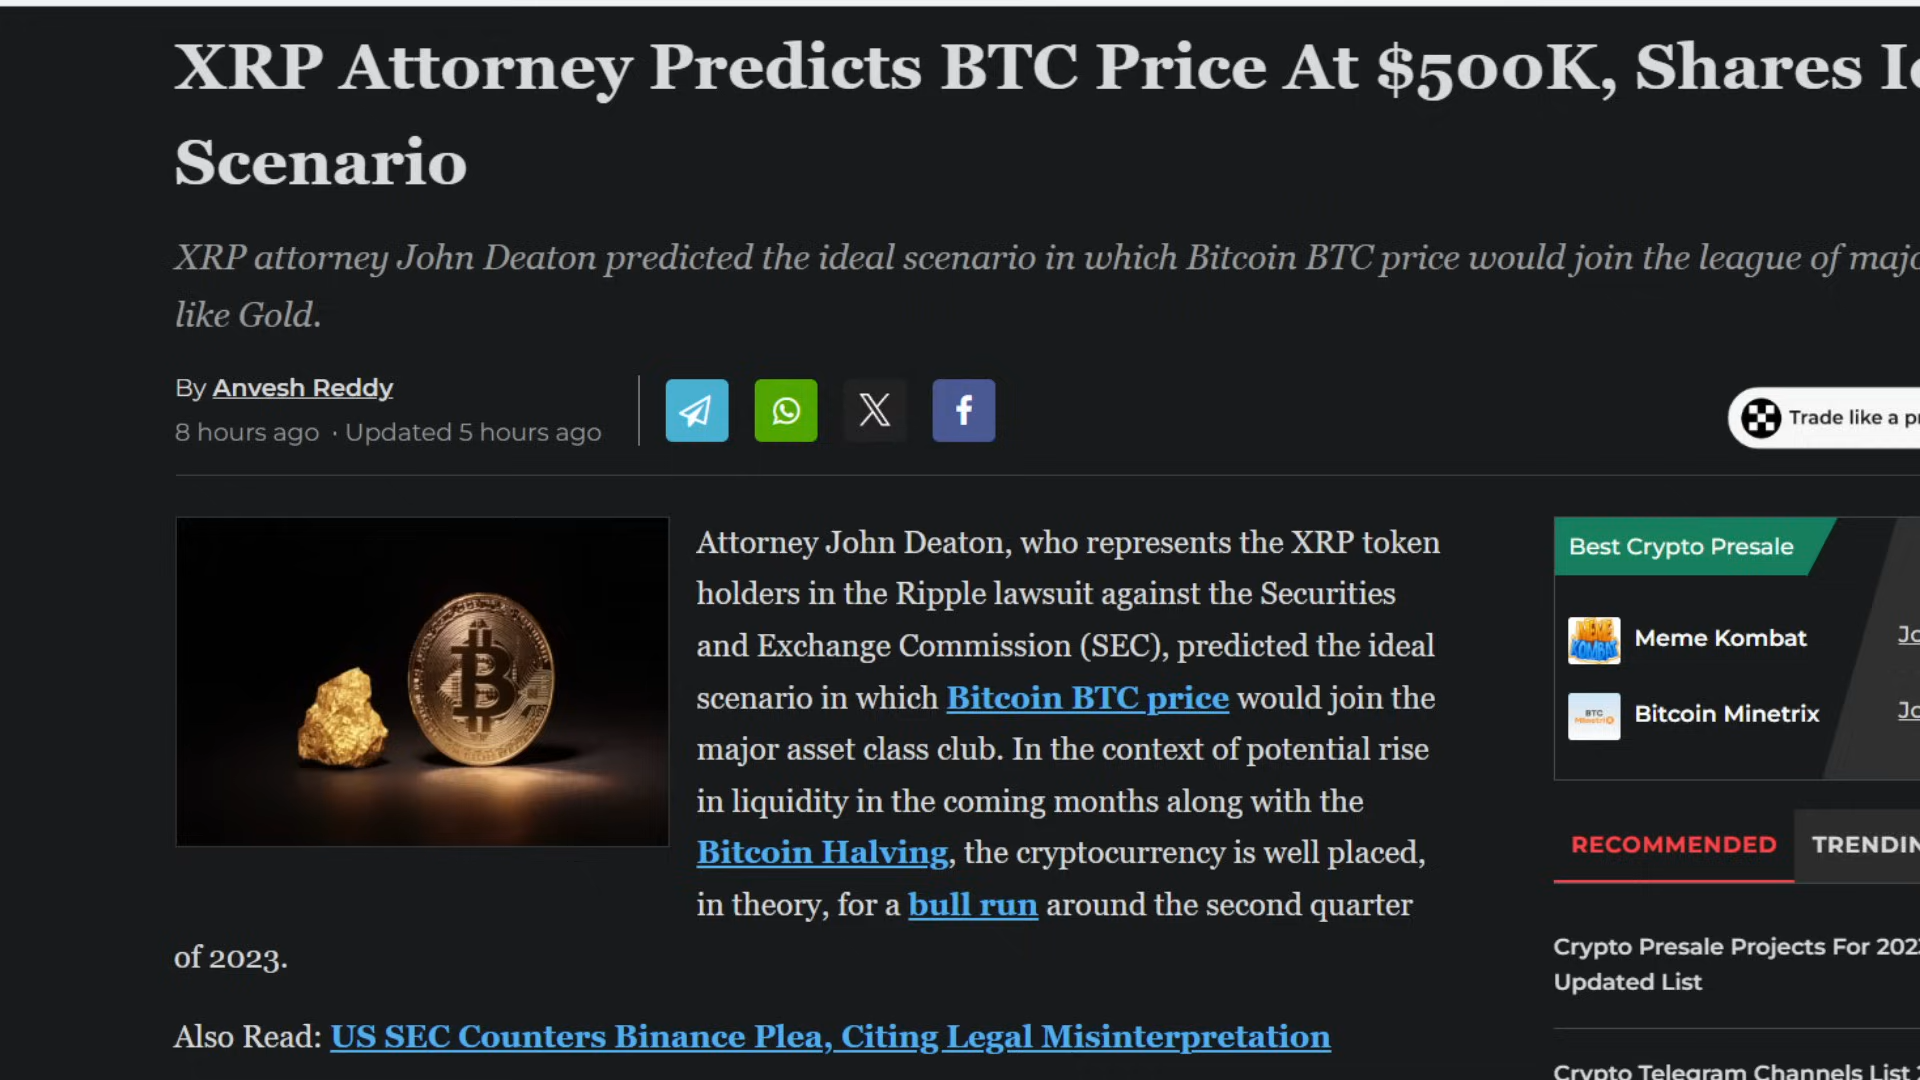 XRP Attorney Predicts BTC Price At $500K, Shares
Scenario
XRP attorney John Deaton predicted the ideal scenario in which Bitcoin BTC price would join the league of
like Gold.
By Anvesh Reddy
8 hours ago · Updated 5 hours ago
Trade like a
Attorney John Deaton, who represents the XRP token
holders in the Ripple lawsuit against the Securities
and Exchange Commission (SEC), predicted the ideal
scenario in which Bitcoin BTC price would join the
major asset class club. In the context of potential rise
in liquidity in the coming months along with the
Bitcoin Halving, the cryptocurrency is well placed,
in theory, for a bull run around the second quarter
of 2023.
Also Read: US SEC Counters Binance Plea, Citing Legal Misinterpretation
Best Crypto Presale
MEME KOMBAT
Meme Kombat
BTC
Bitcoin Minetrix
RECOMMENDED
Crypto Presale Projects For
Updated List
Crypto Telegram Channels List